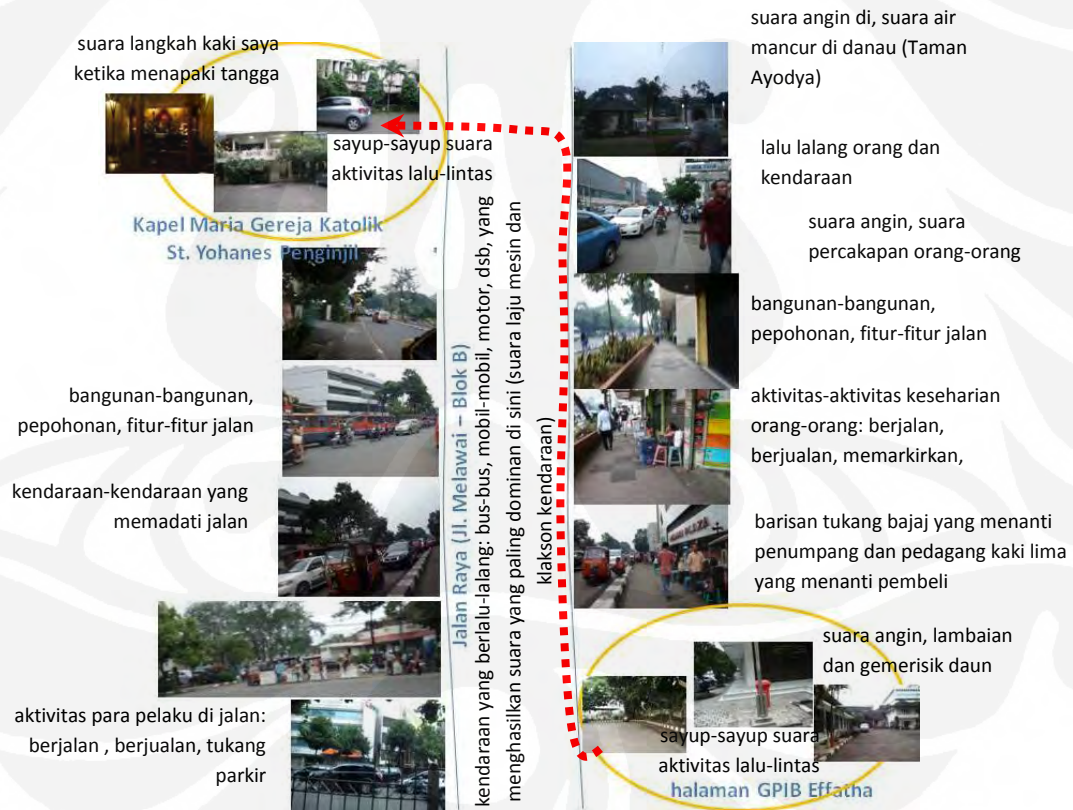 suara langkah kaki saya
ketika menapaki tangga
sayup-sayup suara
aktivitas lalu-lintas
Kapel Maria Gereja Katolik
St. Yohanes Penginjil
bangunan-bangunan,
pepohonan, fitur-fitur jalan
kendaraan-kendaraan yang
memadati jalan
aktivitas para pelaku di jalan:
berjalan , berjualan, tukang
parkir
Jalan Raya (Jl. Melawai – Blok B)
kendaraan yang berlalu-lalang: bus-bus, mobil-mobil, motor, dsb, yang
menghasilkan suara yang paling dominan di sini (suara laju mesin dan
klakson kendaraan)
suara angin di, suara air
mancur di danau (Taman
Ayodya)
lalu lalang orang dan
kendaraan
suara angin, suara
percakapan orang-orang
bangunan-bangunan,
pepohonan, fitur-fitur jalan
aktivitas-aktivitas keseharian
orang-orang: berjalan,
berjualan, memarkirkan,
barisan tukang bajaj yang menanti
penumpang dan pedagang kaki lima
yang menanti pembeli
suara angin, lambaian
dan gemerisik daun
sayup-sayup suara
aktivitas lalu-lintas
halaman GPIB Effatha